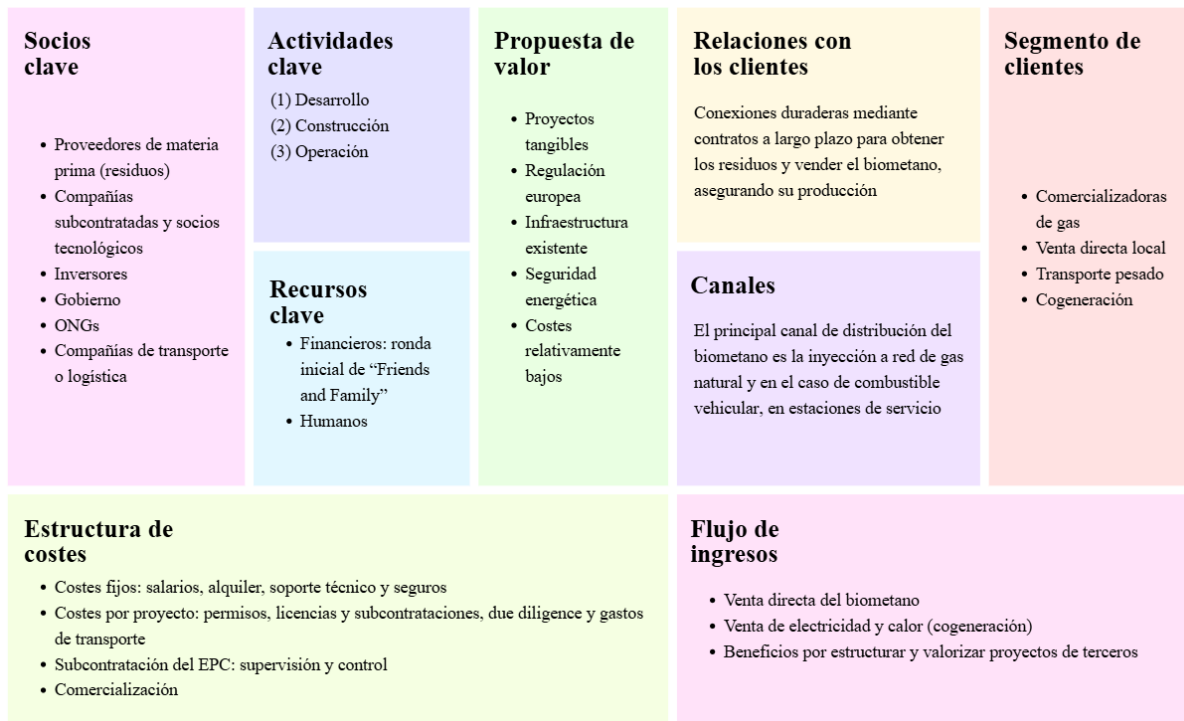 Socios
clave
• Proveedores de materia
prima (residuos)
• Compañías
subcontratadas y socios
tecnológicos
• Inversores
• Gobierno
• ONGs
• Compañías de transporte
o logística
Actividades
clave
(1) Desarrollo
(2) Construcción
(3) Operación
Recursos
clave
• Financieros: ronda
inicial de “Friends
and Family”
• Humanos
Propuesta de
valor
• Proyectos
tangibles
• Regulación
europea
• Infraestructura
existente
• Seguridad
energética
• Costes
relativamente
bajos
Relaciones con
los clientes
Conexiones duraderas mediante
contratos a largo plazo para obtener
los residuos y vender el biometano,
asegurando su producción
Canales
El principal canal de distribución del
biometano es la inyección a red de gas
natural y en el caso de combustible
vehicular, en estaciones de servicio
Segmento de
clientes
• Comercializadoras
de gas
• Venta directa local
• Transporte pesado
• Cogeneración
Estructura de
costes
• Costes fijos: salarios, alquiler, soporte técnico y seguros
• Costes por proyecto: permisos, licencias y subcontrataciones, due diligence y gastos
de transporte
• Subcontratación del EPC: supervisión y control
• Comercialización
Flujo de
ingresos
• Venta directa del biometano
• Venta de electricidad y calor (cogeneración)
• Beneficios por estructurar y valorizar proyectos de terceros